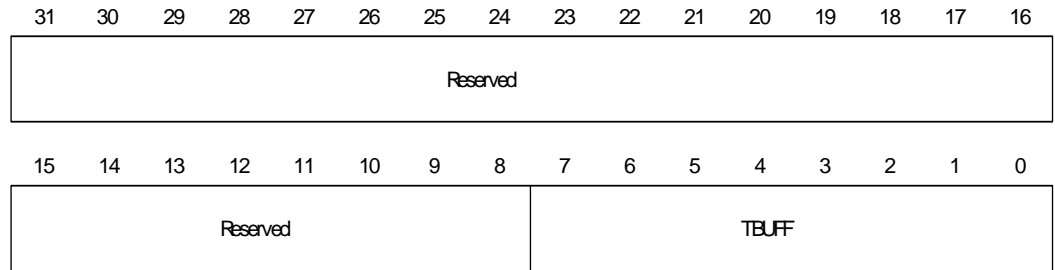 31 30 29 28 27 26 25 24 23 22 21 20 19 18 17 16
Reserved
15 14 13 12 11 10 9 8 7 6 5 4 3 2 1 0
Reserved TBUFF